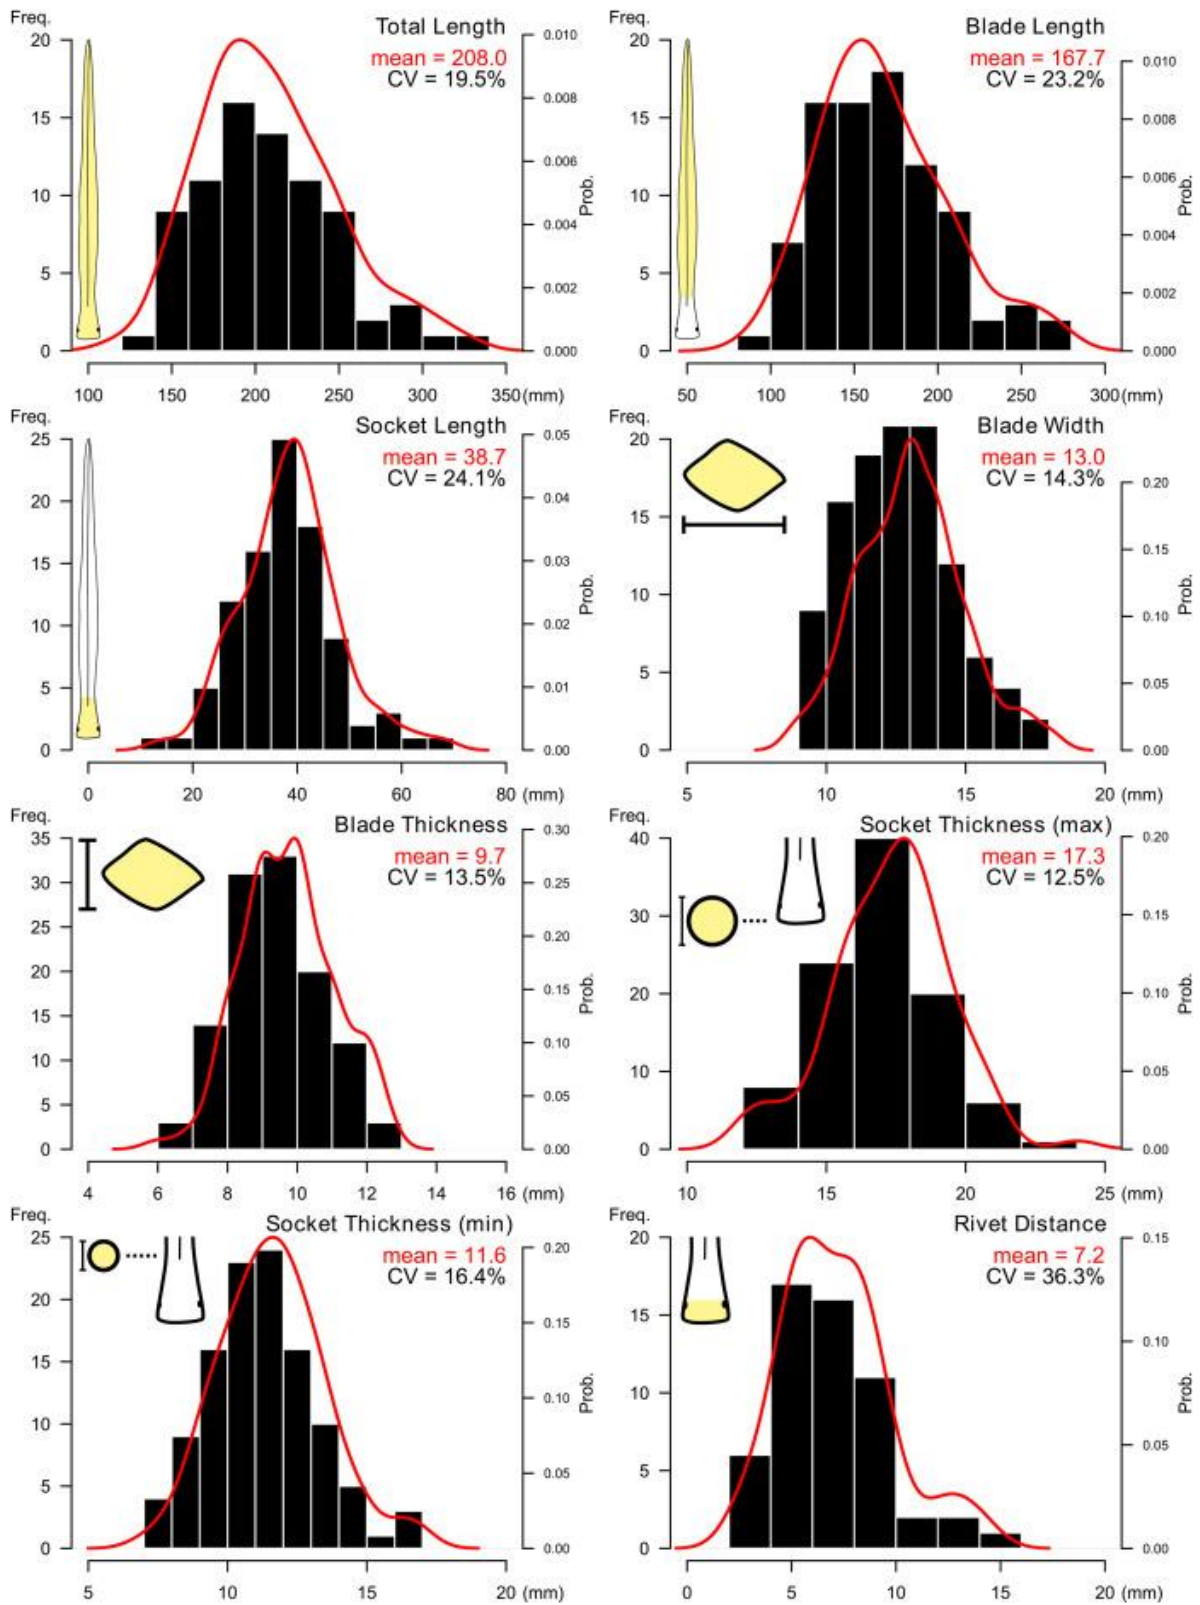 Freq.
Total Length
mean = 208.0
CV = 19.5%
20
15
10
5
0
0.010
0.008
0.006
0.004
0.002
0.000
Prob.
100 150 200 250 300 350 (mm)
Freq.
Blade Length
mean = 167.7
CV = 23.2%
20
15
10
5
0
0.010
0.008
0.006
0.004
0.002
0.000
Prob.
50 100 150 200 250 300 (mm)
Freq.
Socket Length
mean = 38.7
CV = 24.1%
25
20
15
10
5
0
0.05
0.04
0.03
0.02
0.01
0.00
Prob.
0 20 40 60 80 (mm)
Freq.
Blade Width
mean = 13.0
CV = 14.3%
20
15
10
5
0
0.20
0.15
0.10
0.05
0.00
Prob.
5 10 15 20 (mm)
Freq.
Blade Thickness
mean = 9.7
CV = 13.5%
35
30
25
20
15
10
5
0
0.30
0.25
0.20
0.15
0.10
0.05
0.00
Prob.
4 6 8 10 12 14 16 (mm)
Freq.
Socket Thickness (max)
mean = 17.3
CV = 12.5%
40
30
20
10
0
0.20
0.15
0.10
0.05
0.00
Prob.
10 15 20 25 (mm)
Freq.
Socket Thickness (min)
mean = 11.6
CV = 16.4%
25
20
15
10
5
0
0.20
0.15
0.10
0.05
0.00
Prob.
5 10 15 20 (mm)
Freq.
Rivet Distance
mean = 7.2
CV = 36.3%
20
15
10
5
0
0.15
0.10
0.05
0.00
Prob.
0 5 10 15 20 (mm)